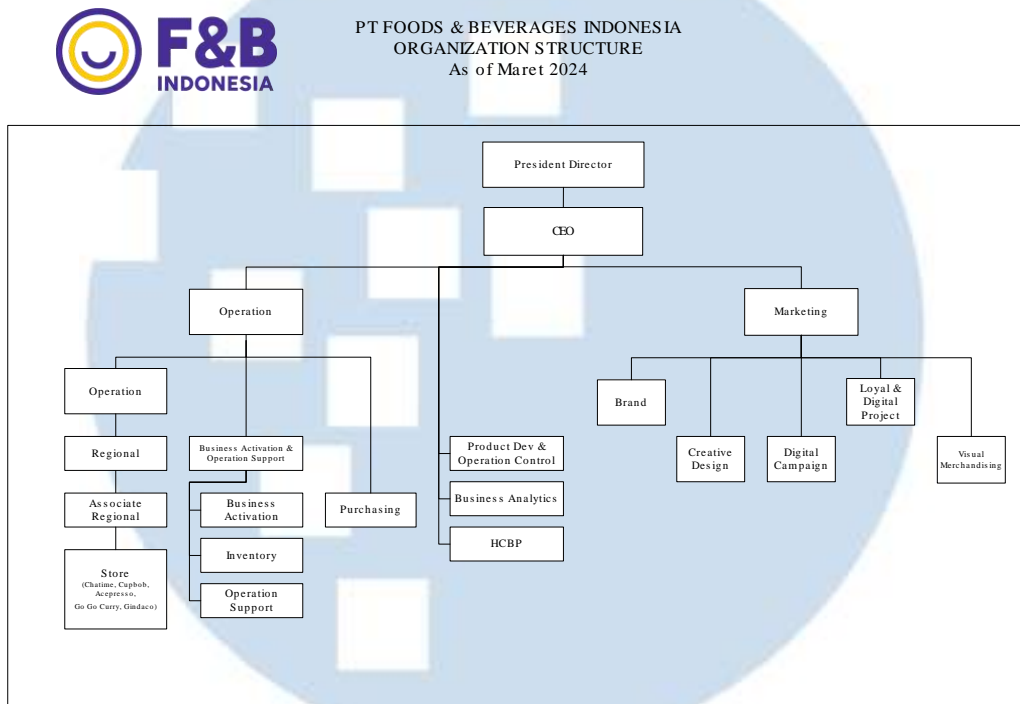 F&B
INDONESIA
PT FOODS & BEVERAGES INDONESIA
ORGANIZATION STRUCTURE
As of Maret 2024
President Director
CEO
Operation
Marketing
Operation
Regional
Associate
Regional
Store
(Chatime, Cupbob,
Acepresso,
Go Go Curry, Gindaco)
Business Activation &
Operation Support
Business
Activation
Inventory
Operation
Support
Purchasing
Product Dev &
Operation Control
Business Analytics
HCBP
Brand
Creative
Design
Digital
Campaign
Loyal &
Digital
Project
Visual
Merchandising